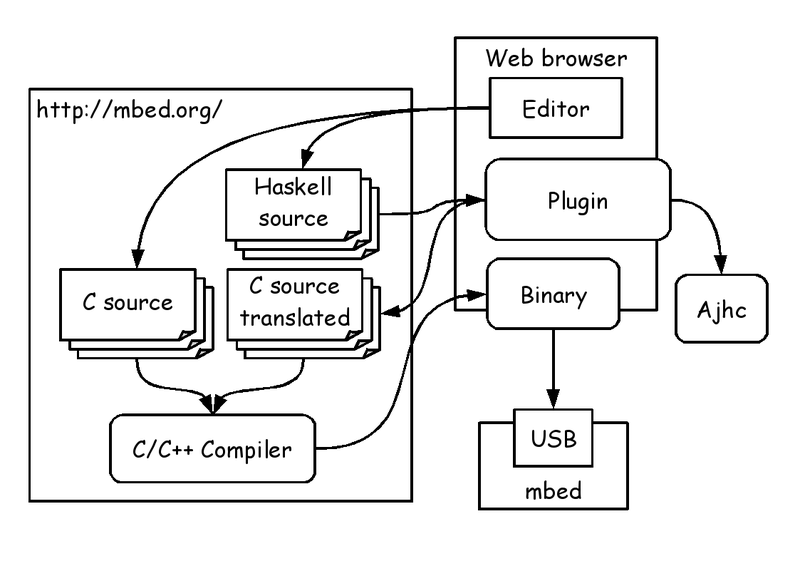 http://mbed.org/
Web browser
Editor
Haskell
source
Plugin
C source
C source
translated
Binary
Ajhc
C/C++ Compiler
USB
mbed